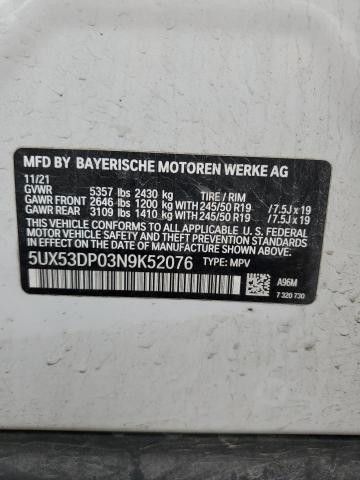 MFD BY BAYERISCHE MOTOREN WERKE AG
11/21
GVWR 5357 lbs 2430 kg TIRE / RIM
GAWR FRONT 2646 lbs 1200 kg WITH 245/50 R19 /7.5J x 19
GAWR REAR 3109 lbs 1410 kg WITH 245/50 R19 /7.5J x 19
THIS VEHICLE CONFORMS TO ALL APPLICABLE U. S. FEDERAL
MOTOR VEHICLE SAFETY STANDARDS IN EFFECT ON THE DATE OF
MANUFACTURE SHOWN ABOVE.
5UX53DP03N9K52076 TYPE: MPV
A96M
7 320 730